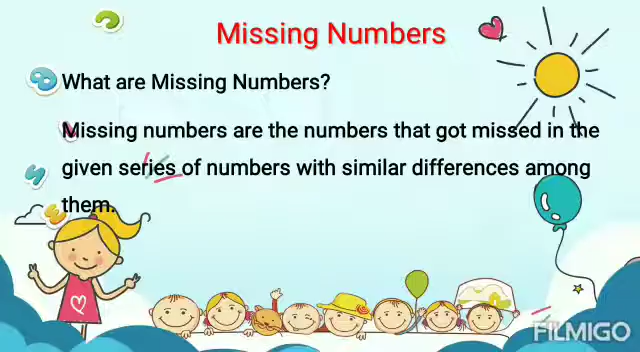 Missing Numbers
What are Missing Numbers?
Missing numbers are the numbers that got missed in the
given series of numbers with similar differences among
them.
FILMIGO